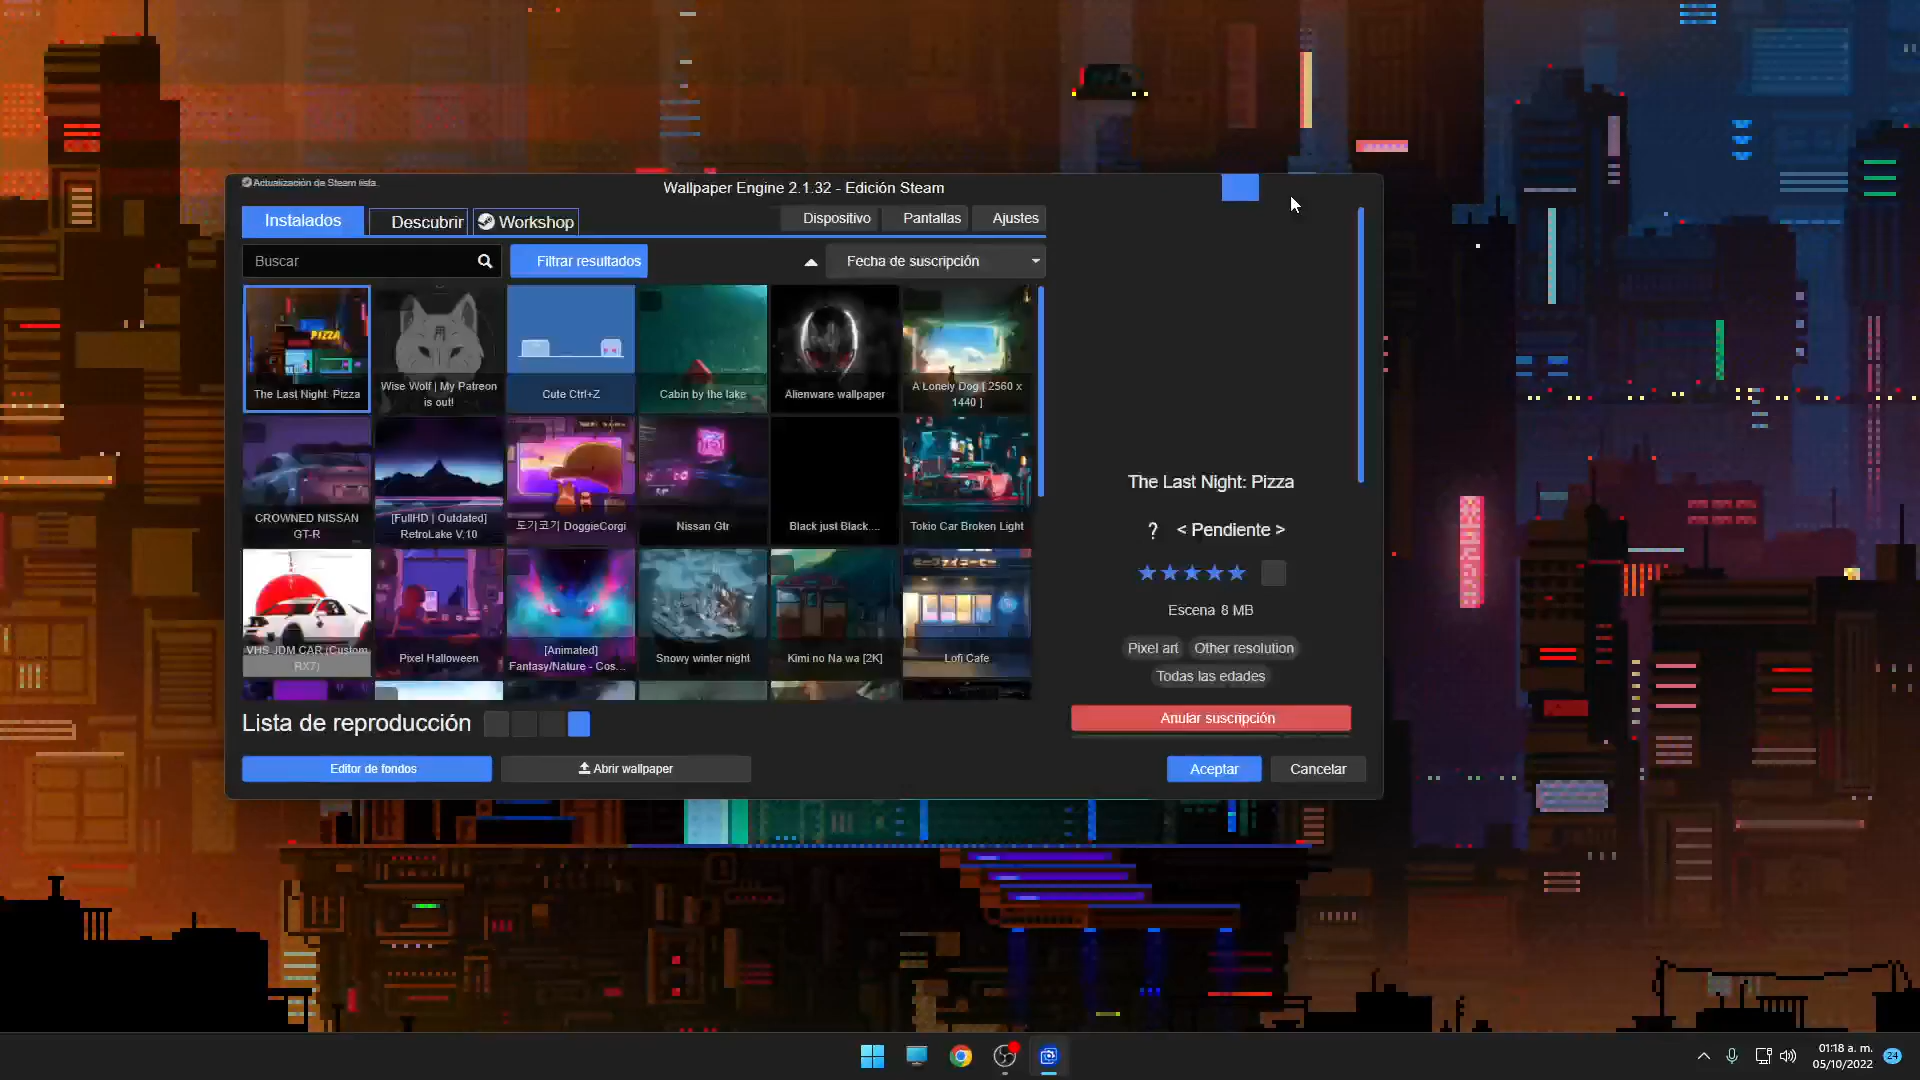 Actualización de Steam lista.
Wallpaper Engine 2.1.32 - Edición Steam
Instalados
Descubrir
Workshop
Dispositivo
Pantallas
Ajustes
Buscar
Filtrar resultados
Fecha de suscripción
PIZZA
The Last Night: Pizza
Wise Wolf | My Patreon
is out!
Cute Ctrl+Z
Cabin by the lake
Alienware wallpaper
A Lonely Dog [ 2560 x
1440 ]
CROWNED NISSAN
GT-R
[FullHD | Outdated]
RetroLake V.10
도기코기 DoggieCorgi
Nissan Gtr
Black just Black....
Tokio Car Broken Light
VHS JDM CAR (Custom
RX7)
Pixel Halloween
[Animated]
Fantasy/Nature - Cos...
Snowy winter night
Kimi no Na wa [2K]
Lofi Cafe
The Last Night: Pizza
? < Pendiente >
Escena 8 MB
Pixel art
Other resolution
Todas las edades
Anular suscripción
Lista de reproducción
Editor de fondos
Abrir wallpaper
Aceptar
Cancelar
01:18 a. m.
05/10/2022
24